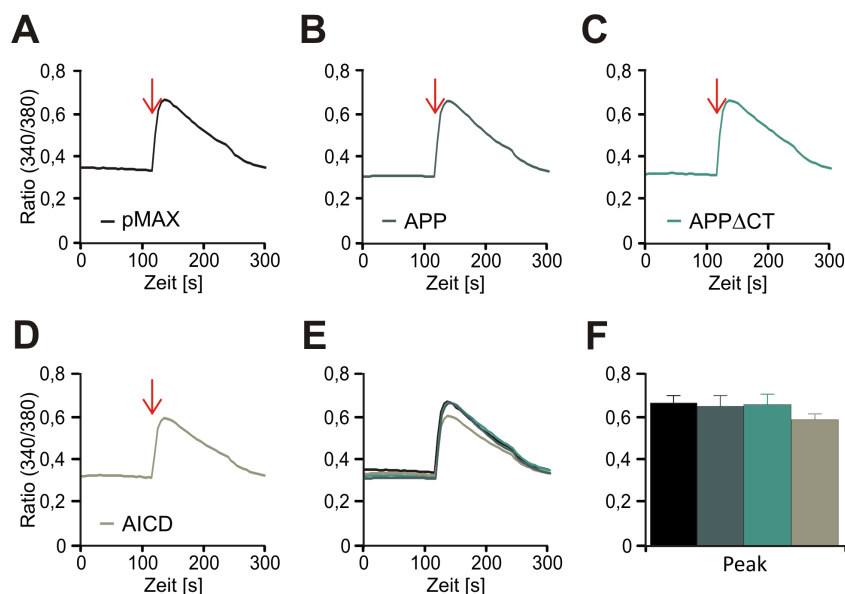 A B C
0,8 0,8 0,8
Ratio (340/380)
0,6 0,6 0,6
0,4 0,4 0,4
0,2 0,2 0,2
pMAX APP APPΔCT
0 0 0
0 100 200 300 0 100 200 300 0 100 200 300
Zeit [s] Zeit [s] Zeit [s]
D E F
0,8 0,8 0,8
Ratio (340/380)
0,6 0,6 0,6
0,4 0,4 0,4
0,2 0,2 0,2
AICD
0 0 0
0 100 200 300 0 100 200 300
Peak
Zeit [s] Zeit [s]